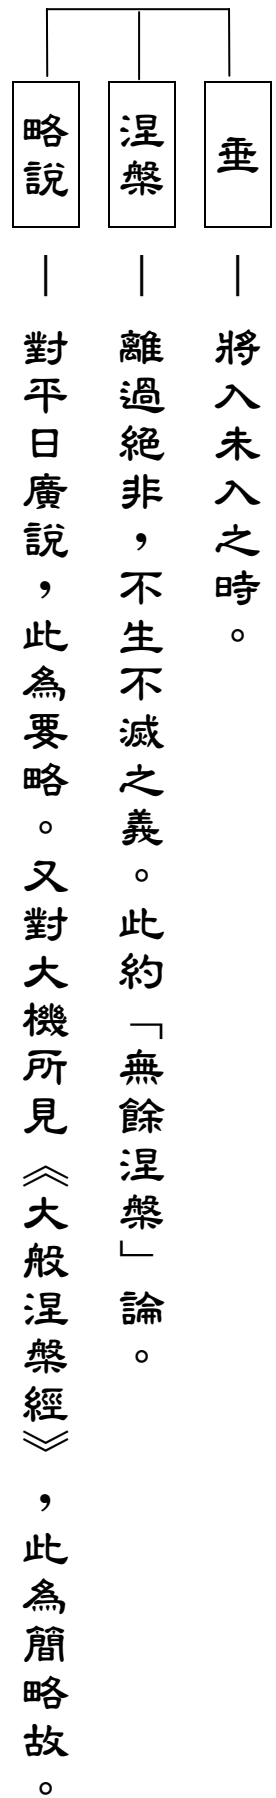 垂
將入未入之時。
涅槃
離過絕非，不生不滅之義。此約「無餘涅槃」論。
略說
對平日廣說，此為要略。又對大機所見《大般涅槃經》，此為簡略故。